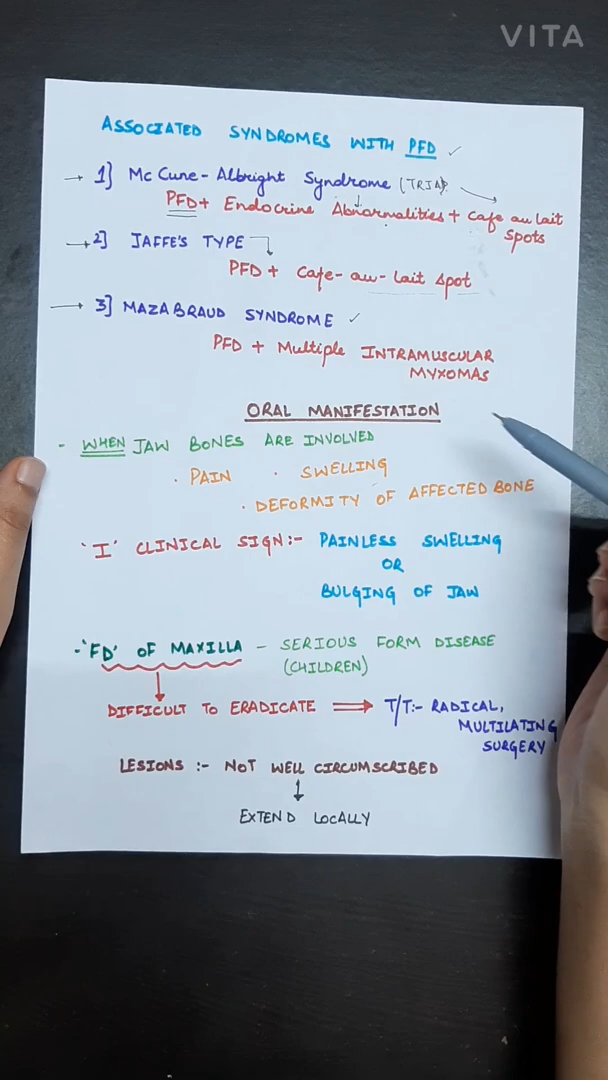 VITA
ASSOCIATED SYNDROMES WITH PFD ✓
→ 1] Mc Cune-Albright Syndrome (TRIAD)
PFD + Endocrine Abnormalities + Cafe au lait
Spots
→ 2] JAFFE'S TYPE
PFD + Cafe-au-lait spot
→ 3] MAZABRAUD SYNDROME ✓
PFD + Multiple INTRAMUSCULAR
MYXOMAS
ORAL MANIFESTATION
- WHEN JAW BONES ARE INVOLVED
· PAIN · SWELLING
· DEFORMITY OF AFFECTED BONE
'I' CLINICAL SIGN:- PAINLESS SWELLING
OR
BULGING OF JAW
-'FD' OF MAXILLA - SERIOUS FORM DISEASE
(CHILDREN)
DIFFICULT TO ERADICATE ⇒ T/T:- RADICAL,
MULTILATING
SURGERY
LESIONS :- NOT WELL CIRCUMSCRIBED
↓
EXTEND LOCALLY